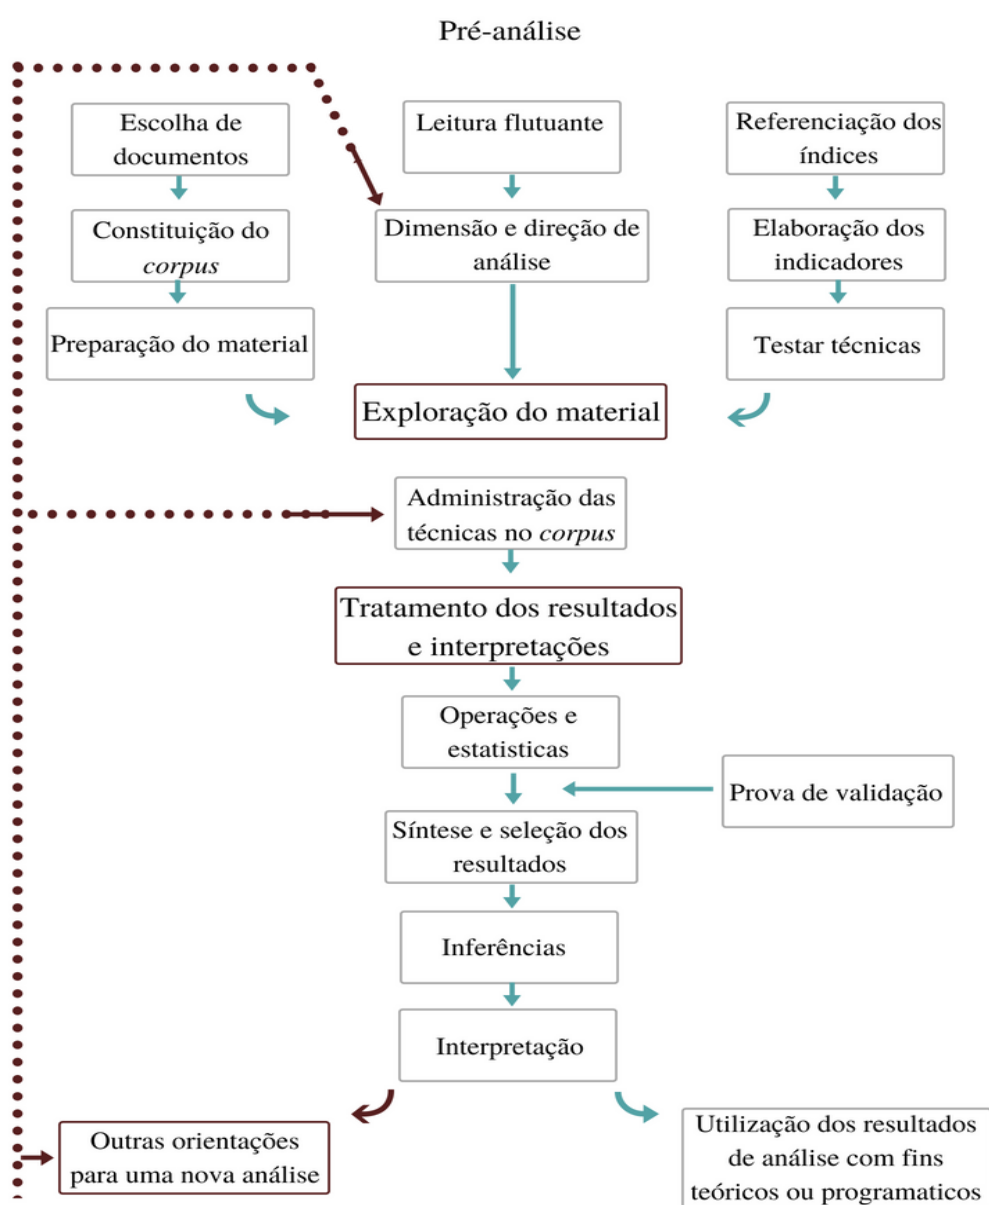 Pré-análise
Escolha de
documentos
Leitura flutuante
Referenciação dos
índices
Constituição do
corpus
Dimensão e direção de
análise
Elaboração dos
indicadores
Preparação do material
Testar técnicas
Exploração do material
Administração das
técnicas no corpus
Tratamento dos resultados
e interpretações
Operações e
estatisticas
Prova de validação
Síntese e seleção dos
resultados
Inferências
Interpretação
Outras orientações
para uma nova análise
Utilização dos resultados
de análise com fins
teóricos ou programaticos